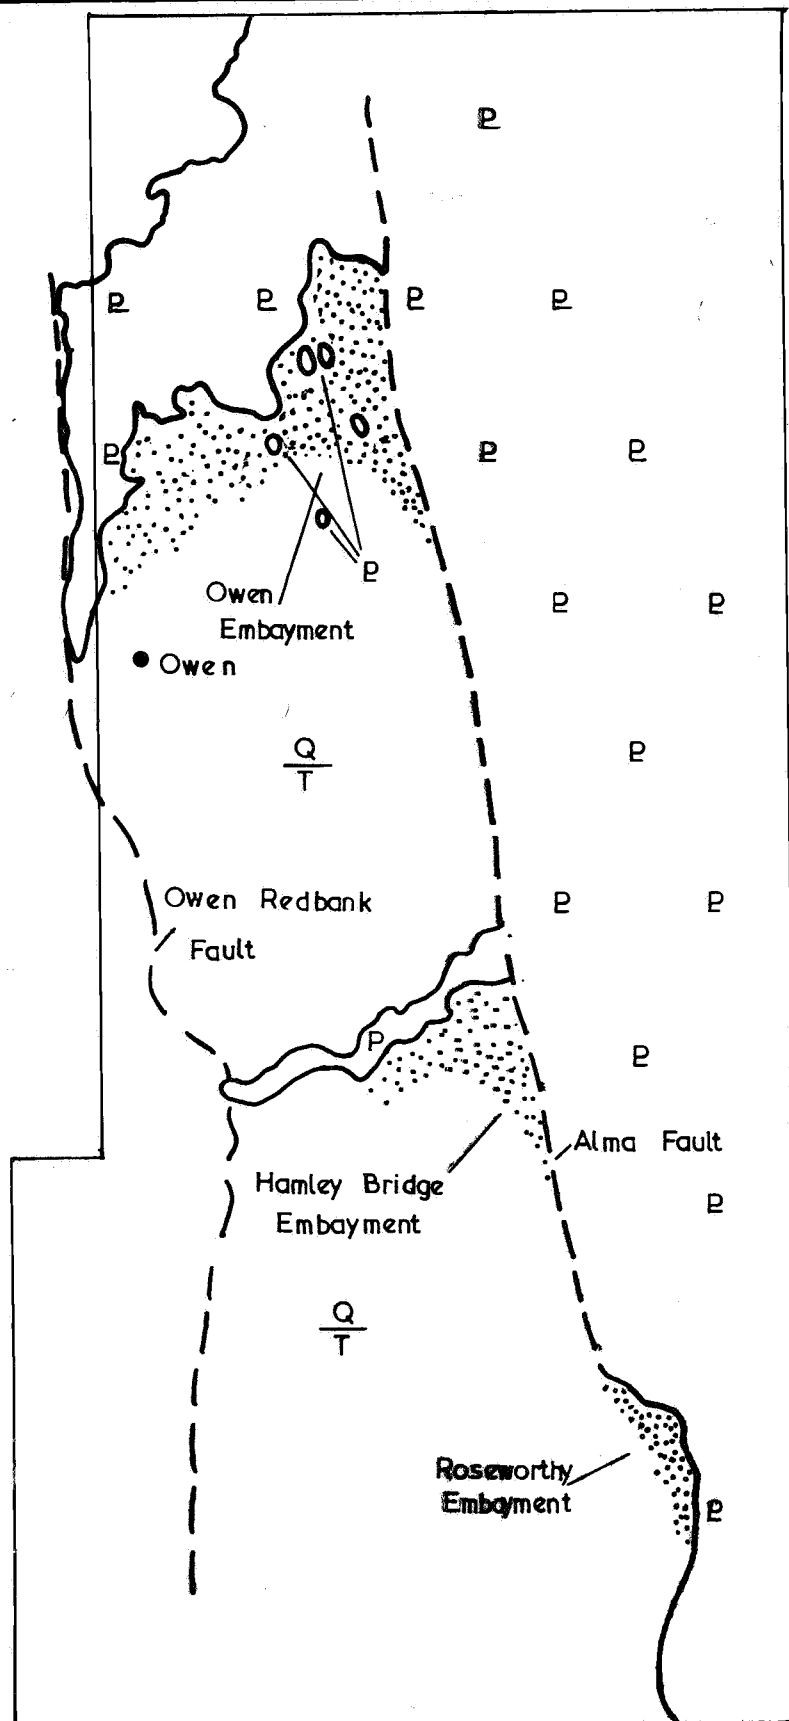 P̲
P̲ P̲ P̲ P̲
P̲ P̲ P̲
P̲
Owen
Embayment
P̲ P̲
Owen
Q
T
P̲
Owen Redbank
Fault
P̲ P̲
P
P̲
Alma Fault
Hamley Bridge
Embayment
P̲
Q
T
Roseworthy
Embayment
P̲